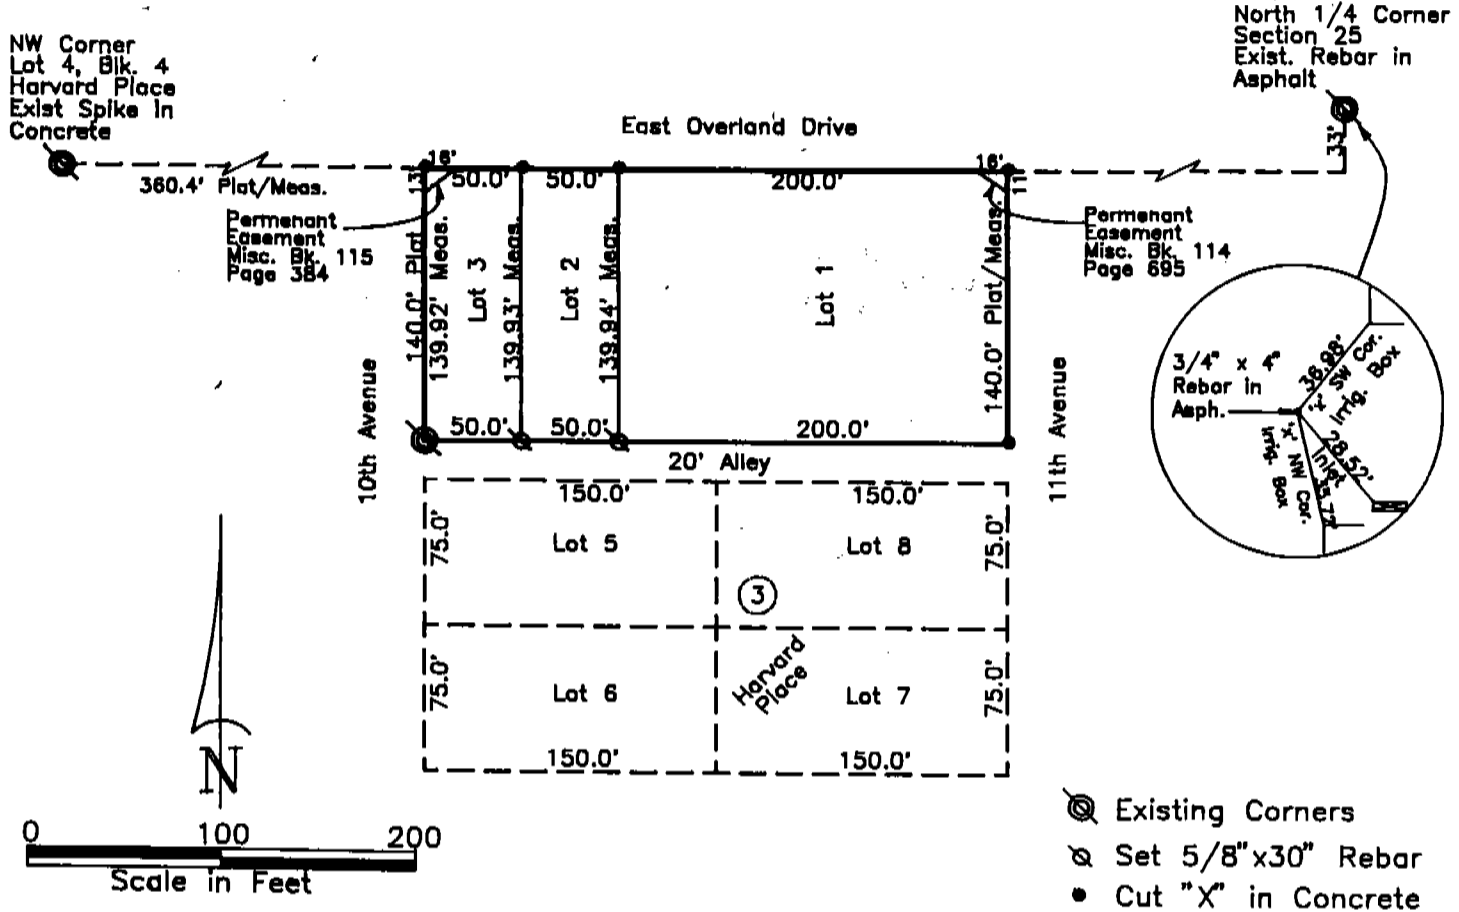 NW Corner
Lot 4, Blk. 4
Harvard Place
Exist Spike in
Concrete
North 1/4 Corner
Section 25
Exist. Rebar in
Asphalt
33'
East Overland Drive
360.4' Plat/Meas.
13'
16'
50.0'
50.0'
200.0'
16'
11'
Permenant
Easement
Misc. Bk. 115
Page 384
Permenant
Easement
Misc. Bk. 114
Page 695
140.0' Plat
139.92' Meas.
Lot 3
139.93' Meas.
Lot 2
139.94' Meas.
Lot 1
140.0' Plat/Meas.
10th Avenue
11th Avenue
50.0'
50.0'
200.0'
20' Alley
3/4" x 4"
Rebar in
Asph.
36.98'
"X" SW Cor.
Irrig. Box
28.52'
Inlet
"X" NW Cor.
Irrig. Box
150.0'
150.0'
75.0'
Lot 5
Lot 8
75.0'
3
Harvard
Place
75.0'
Lot 6
Lot 7
75.0'
150.0'
150.0'
N
0 100 200
Scale in Feet
Existing Corners
Set 5/8"x30" Rebar
Cut "X" in Concrete